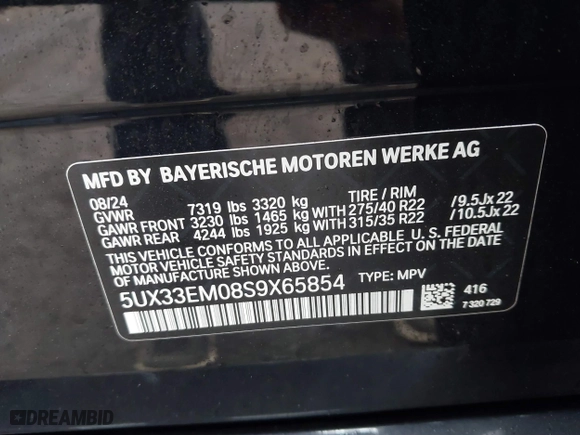 MFD BY BAYERISCHE MOTOREN WERKE AG
08/24 TIRE / RIM
GVWR 7319 lbs 3320 kg
GAWR FRONT 3230 lbs 1465 kg WITH 275/40 R22 /9.5Jx22
GAWR REAR 4244 lbs 1925 kg WITH 315/35 R22 /10.5Jx22
THIS VEHICLE CONFORMS TO ALL APPLICABLE U. S. FEDERAL
MOTOR VEHICLE SAFETY STANDARDS IN EFFECT ON THE DATE
OF MANUFACTURE SHOWN ABOVE.
5UX33EM08S9X65854 TYPE: MPV
416
7 320 729
DREAMBID